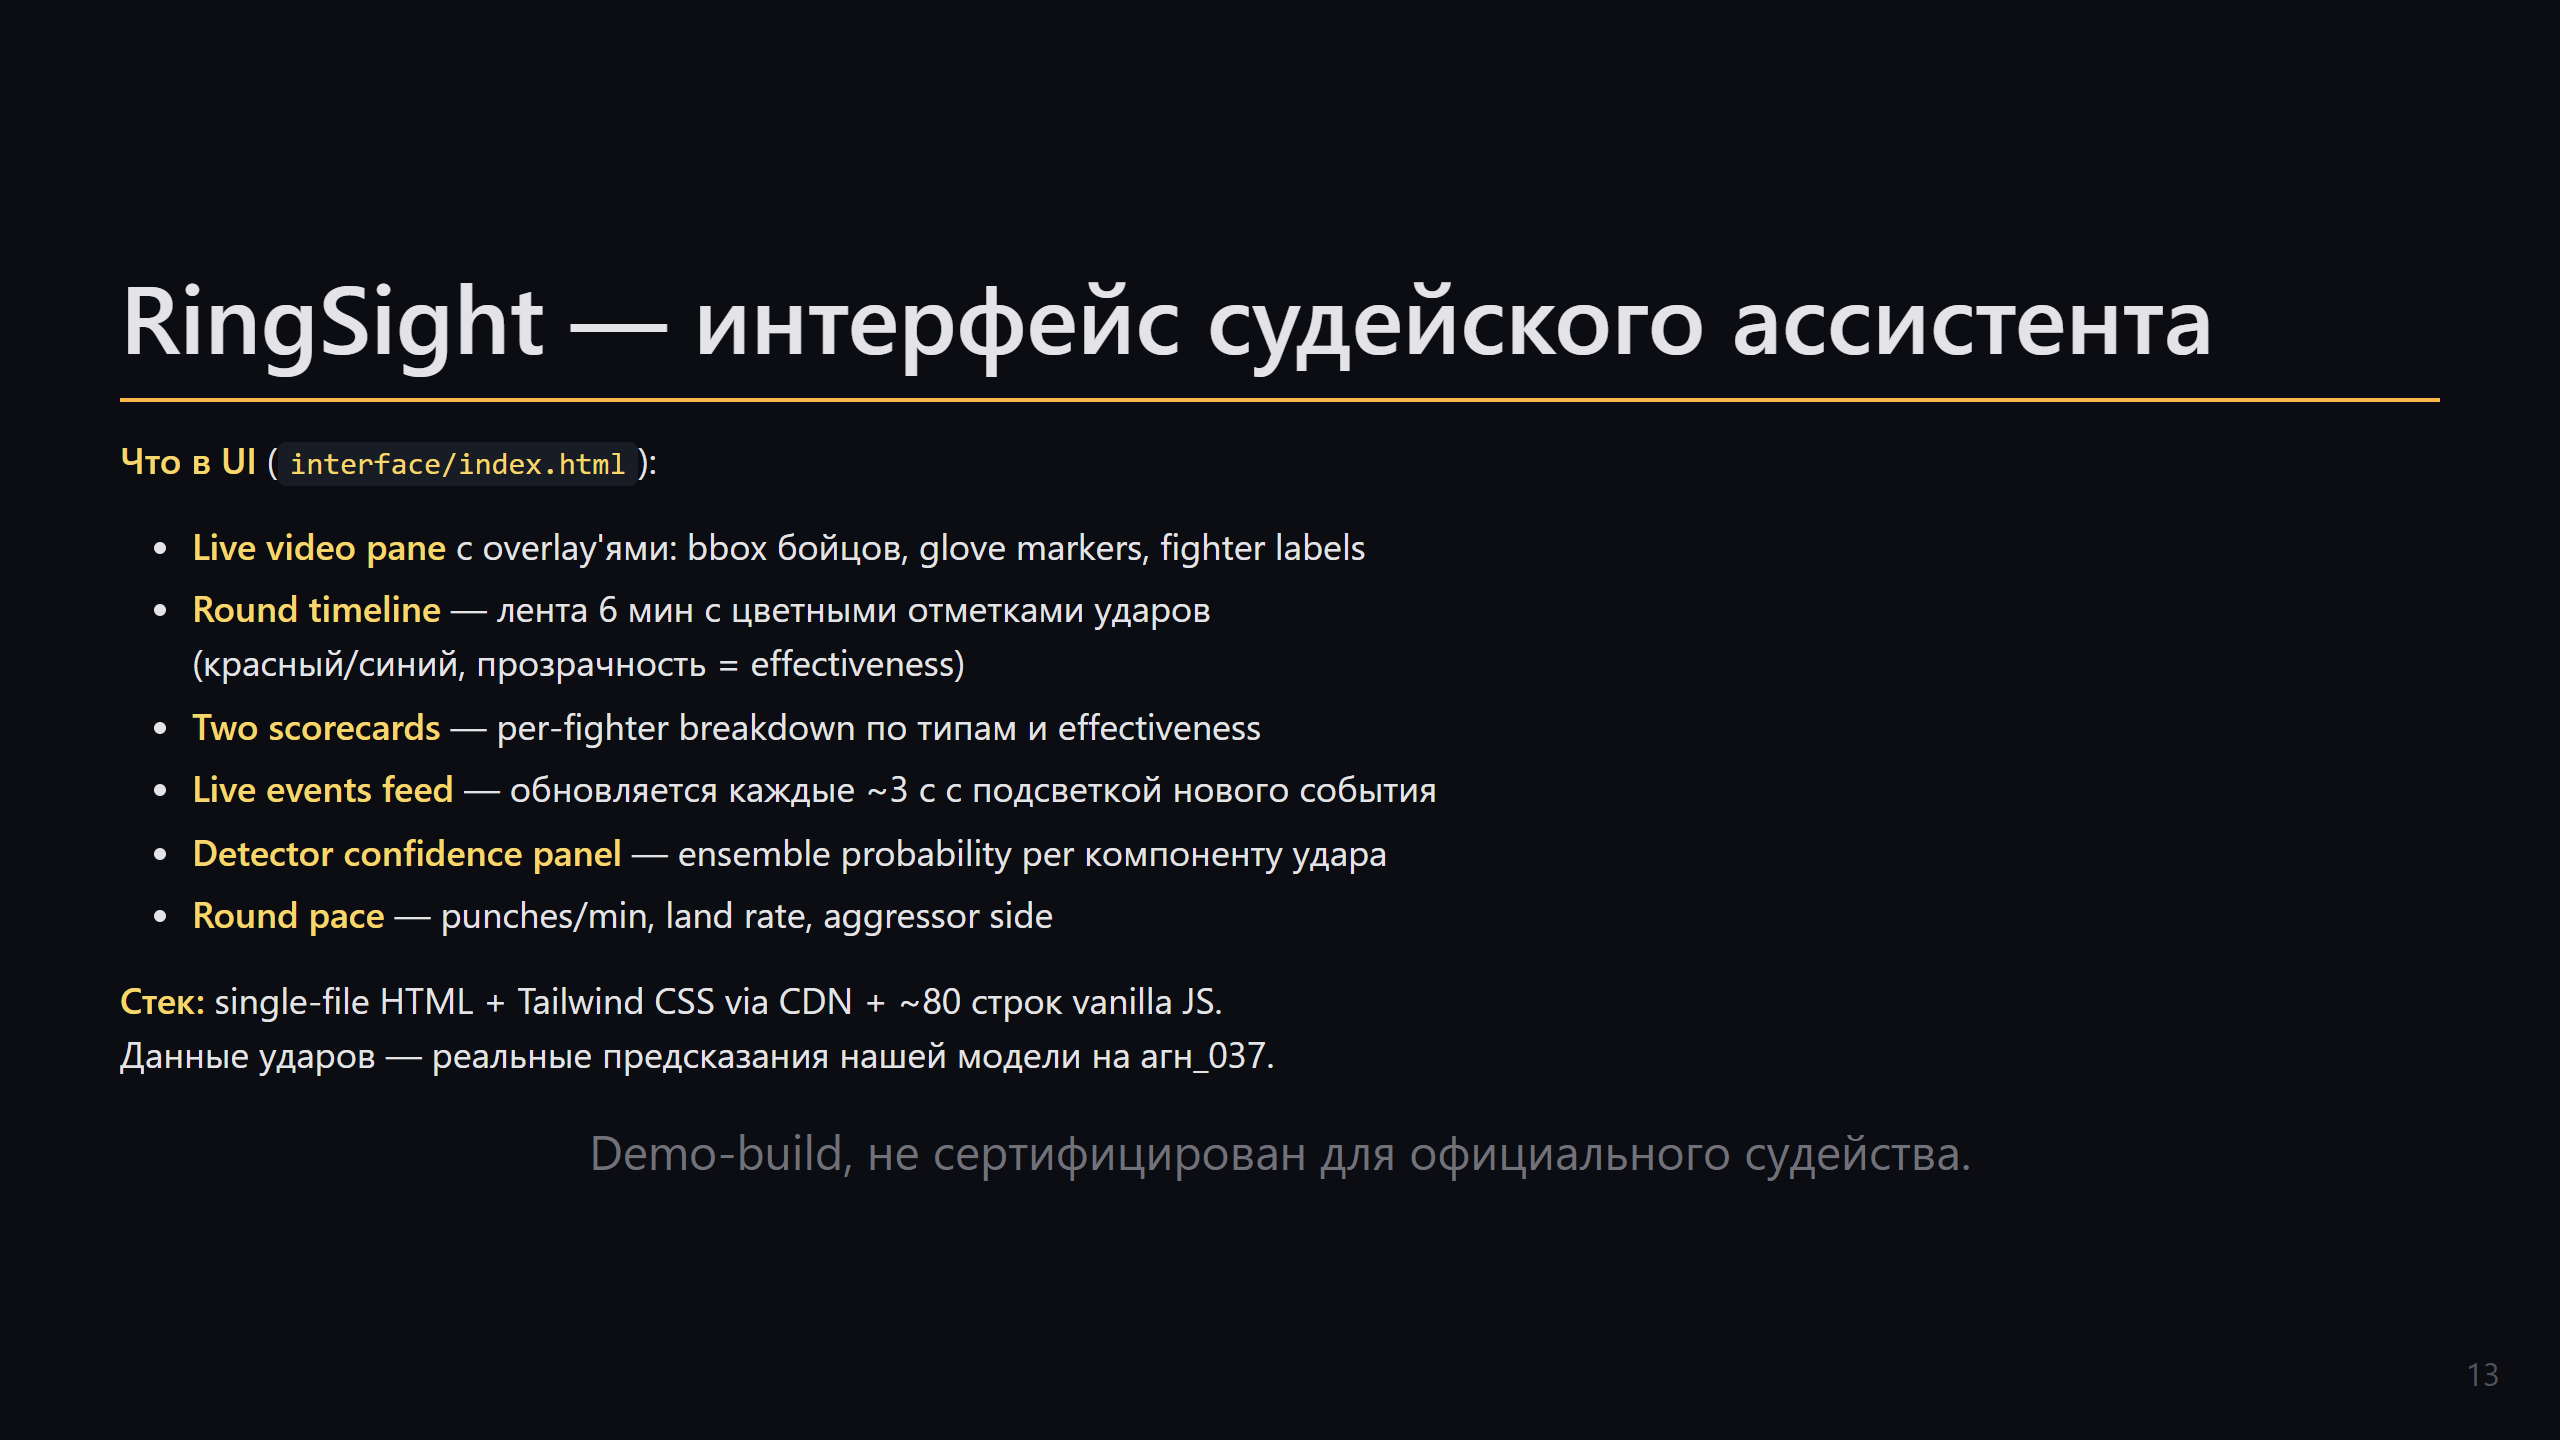 RingSight — интерфейс судейского ассистента
Что в UI (interface/index.html):
• Live video pane с overlay'ями: bbox бойцов, glove markers, fighter labels
• Round timeline — лента 6 мин с цветными отметками ударов
(красный/синий, прозрачность = effectiveness)
• Two scorecards — per-fighter breakdown по типам и effectiveness
• Live events feed — обновляется каждые ~3 с с подсветкой нового события
• Detector confidence panel — ensemble probability per компоненту удара
• Round pace — punches/min, land rate, aggressor side
Стек: single-file HTML + Tailwind CSS via CDN + ~80 строк vanilla JS.
Данные ударов — реальные предсказания нашей модели на агн_037.
Demo-build, не сертифицирован для официального судейства.
13